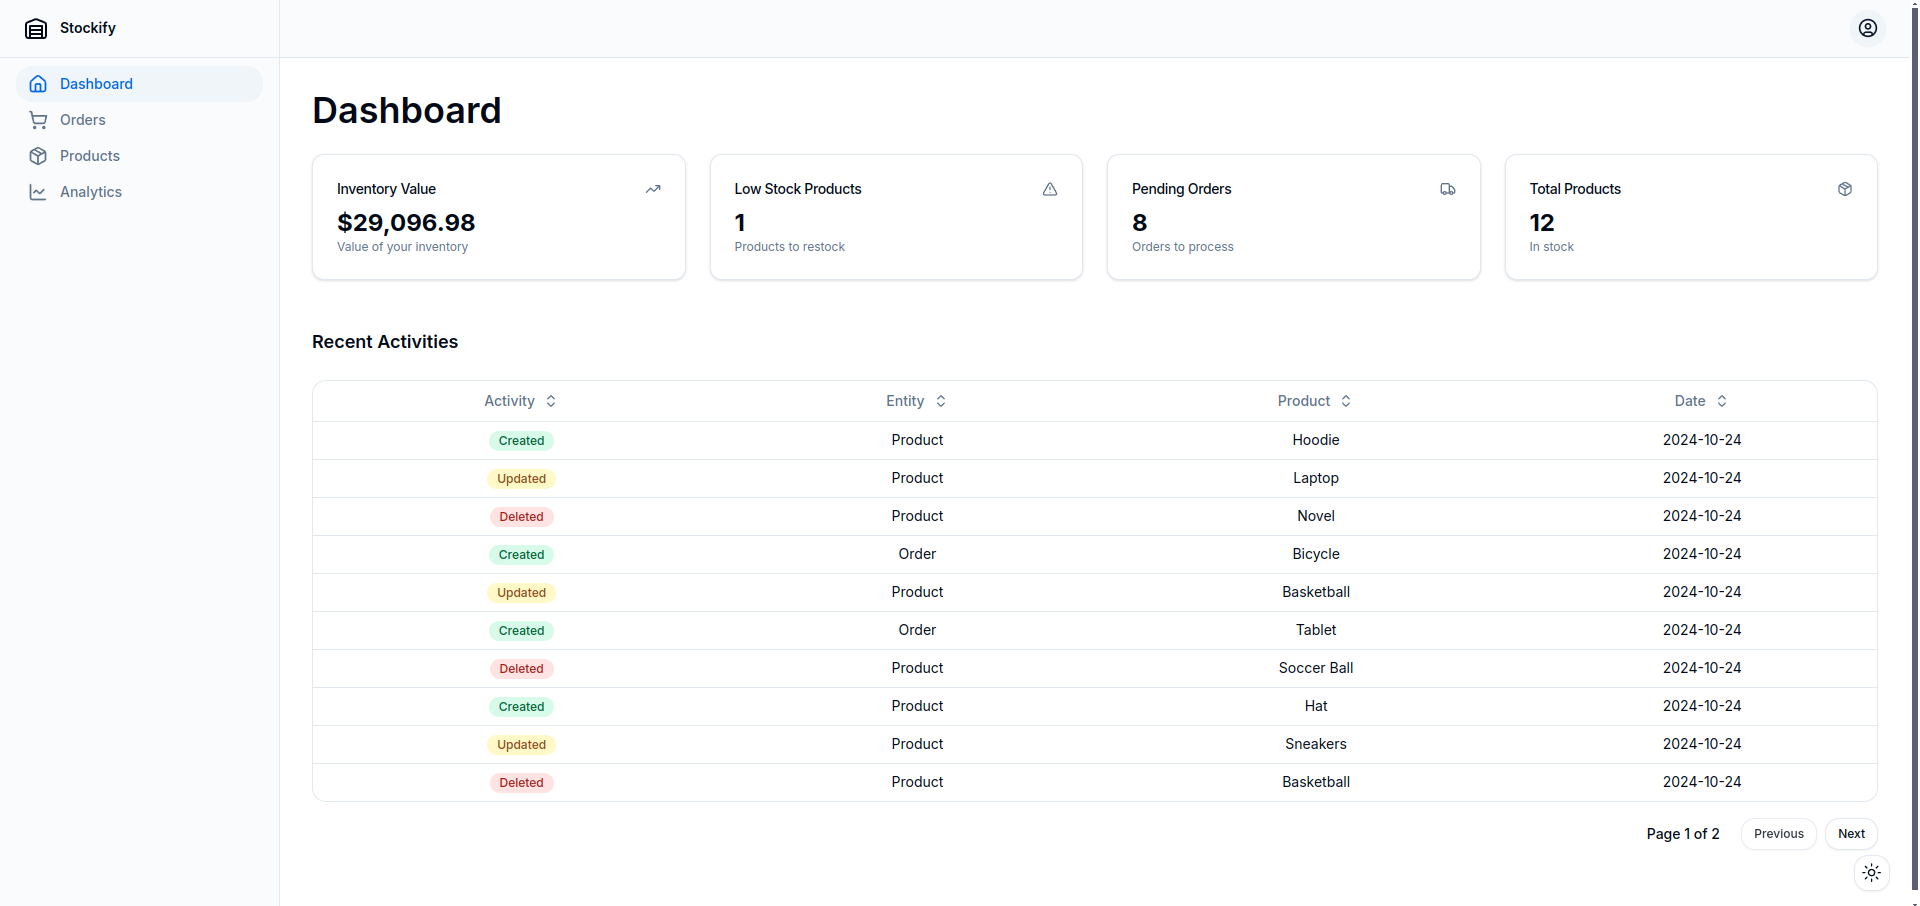 Stockify
Dashboard
Orders
Products
Analytics
Dashboard
Inventory Value
$29,096.98
Value of your inventory
Low Stock Products
1
Products to restock
Pending Orders
8
Orders to process
Total Products
12
In stock
Recent Activities
Activity Entity Product Date
Created Product Hoodie 2024-10-24
Updated Product Laptop 2024-10-24
Deleted Product Novel 2024-10-24
Created Order Bicycle 2024-10-24
Updated Product Basketball 2024-10-24
Created Order Tablet 2024-10-24
Deleted Product Soccer Ball 2024-10-24
Created Product Hat 2024-10-24
Updated Product Sneakers 2024-10-24
Deleted Product Basketball 2024-10-24
Page 1 of 2 Previous Next